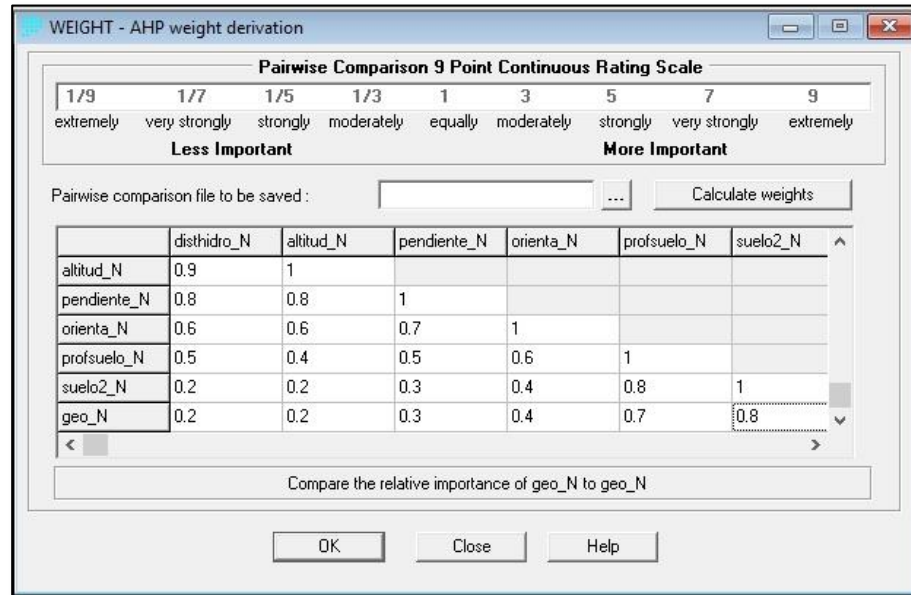 WEIGHT - AHP weight derivation
Pairwise Comparison 9 Point Continuous Rating Scale
1/9 1/7 1/5 1/3 1 3 5 7 9
extremely very strongly strongly moderately equally moderately strongly very strongly extremely
Less Important More Important
Pairwise comparison file to be saved : ... Calculate weights
disthidro_N altitud_N pendiente_N orienta_N profsuelo_N suelo2_N
altitud_N 0.9 1
pendiente_N 0.8 0.8 1
orienta_N 0.6 0.6 0.7 1
profsuelo_N 0.5 0.4 0.5 0.6 1
suelo2_N 0.2 0.2 0.3 0.4 0.8 1
geo_N 0.2 0.2 0.3 0.4 0.7 0.8
Compare the relative importance of geo_N to geo_N
OK Close Help